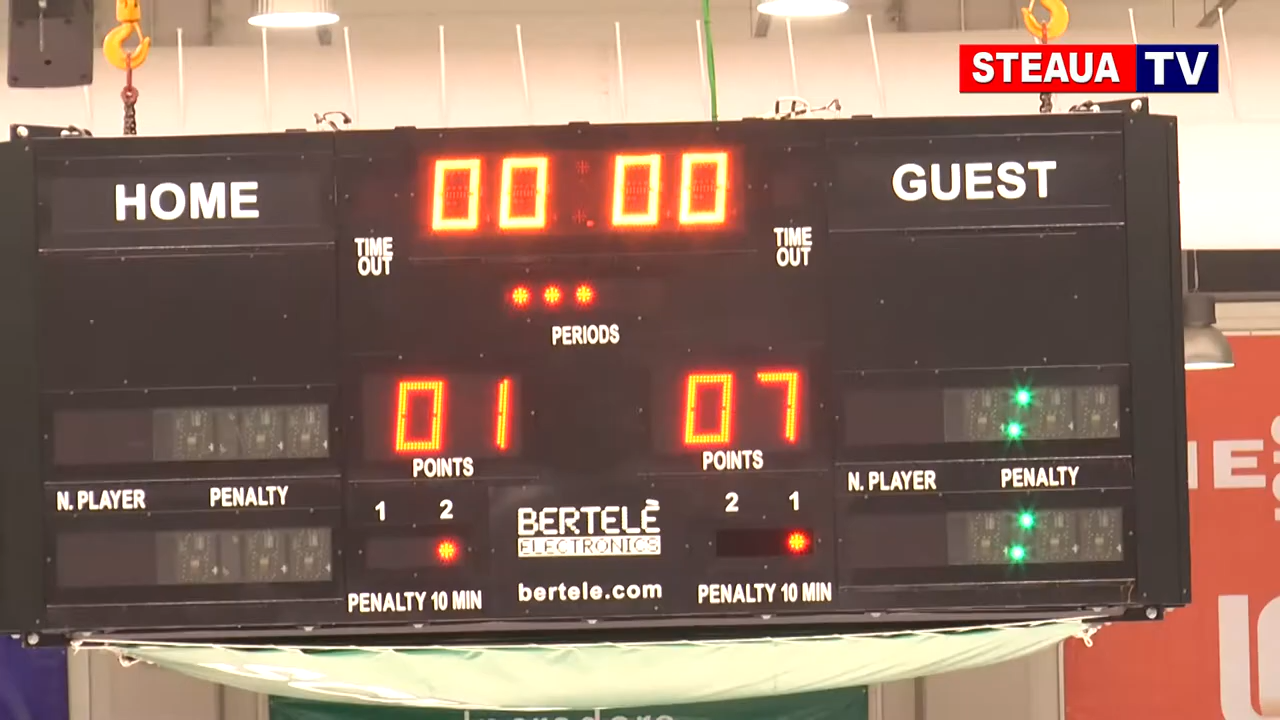 STEAUA TV
HOME
00 00
GUEST
TIME OUT
TIME OUT
PERIODS
01
07
POINTS
POINTS
N. PLAYER
PENALTY
1 2
2 1
N. PLAYER
PENALTY
BERTELÈ
ELECTRONICS
bertele.com
PENALTY 10 MIN
PENALTY 10 MIN